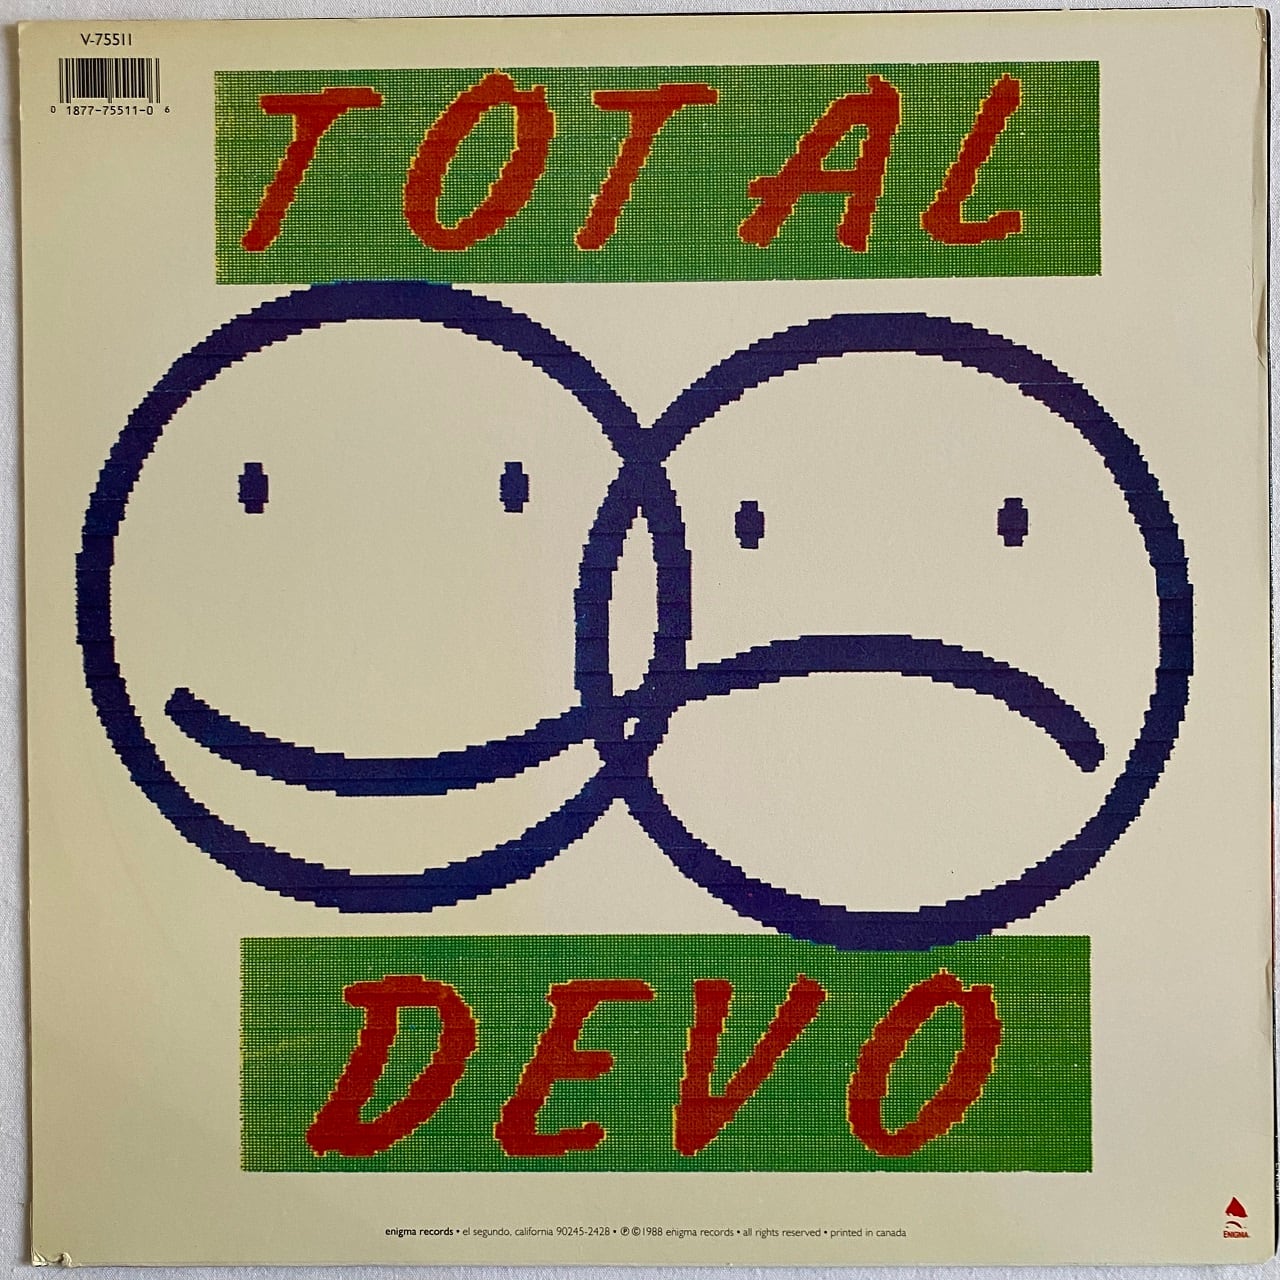 V-75511
0 1877-75511-0 6
TOTAL
DEVO
enigma records • el segundo, california 90245-2428 • ℗ ©1988 enigma records • all rights reserved • printed in canada
ENIGMA